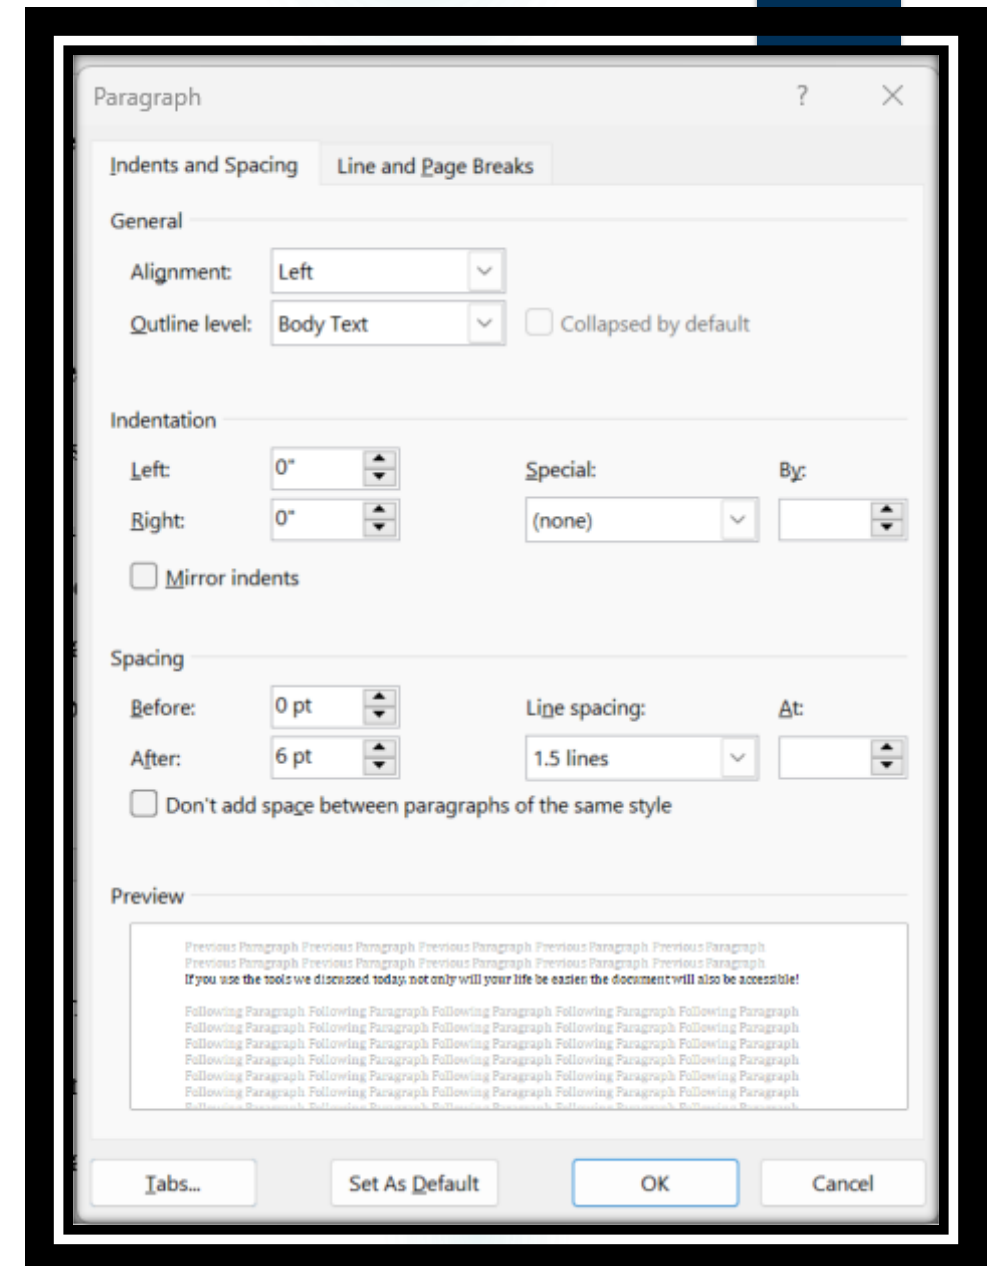 Paragraph ?
Indents and Spacing Line and Page Breaks
General
Alignment: Left
Outline level: Body Text Collapsed by default
Indentation
Left: 0" Special: By:
Right: 0" (none)
Mirror indents
Spacing
Before: 0 pt Line spacing: At:
After: 6 pt 1.5 lines
Don't add space between paragraphs of the same style
Preview
Previous Paragraph Previous Paragraph Previous Paragraph Previous Paragraph Previous Paragraph
Previous Paragraph Previous Paragraph Previous Paragraph Previous Paragraph Previous Paragraph
If you use the tools we discussed today, not only will your life be easier, the document will also be accessible!
Following Paragraph Following Paragraph Following Paragraph Following Paragraph Following Paragraph
Following Paragraph Following Paragraph Following Paragraph Following Paragraph Following Paragraph
Following Paragraph Following Paragraph Following Paragraph Following Paragraph Following Paragraph
Following Paragraph Following Paragraph Following Paragraph Following Paragraph Following Paragraph
Following Paragraph Following Paragraph Following Paragraph Following Paragraph Following Paragraph
Following Paragraph Following Paragraph Following Paragraph Following Paragraph Following Paragraph
Tabs... Set As Default OK Cancel